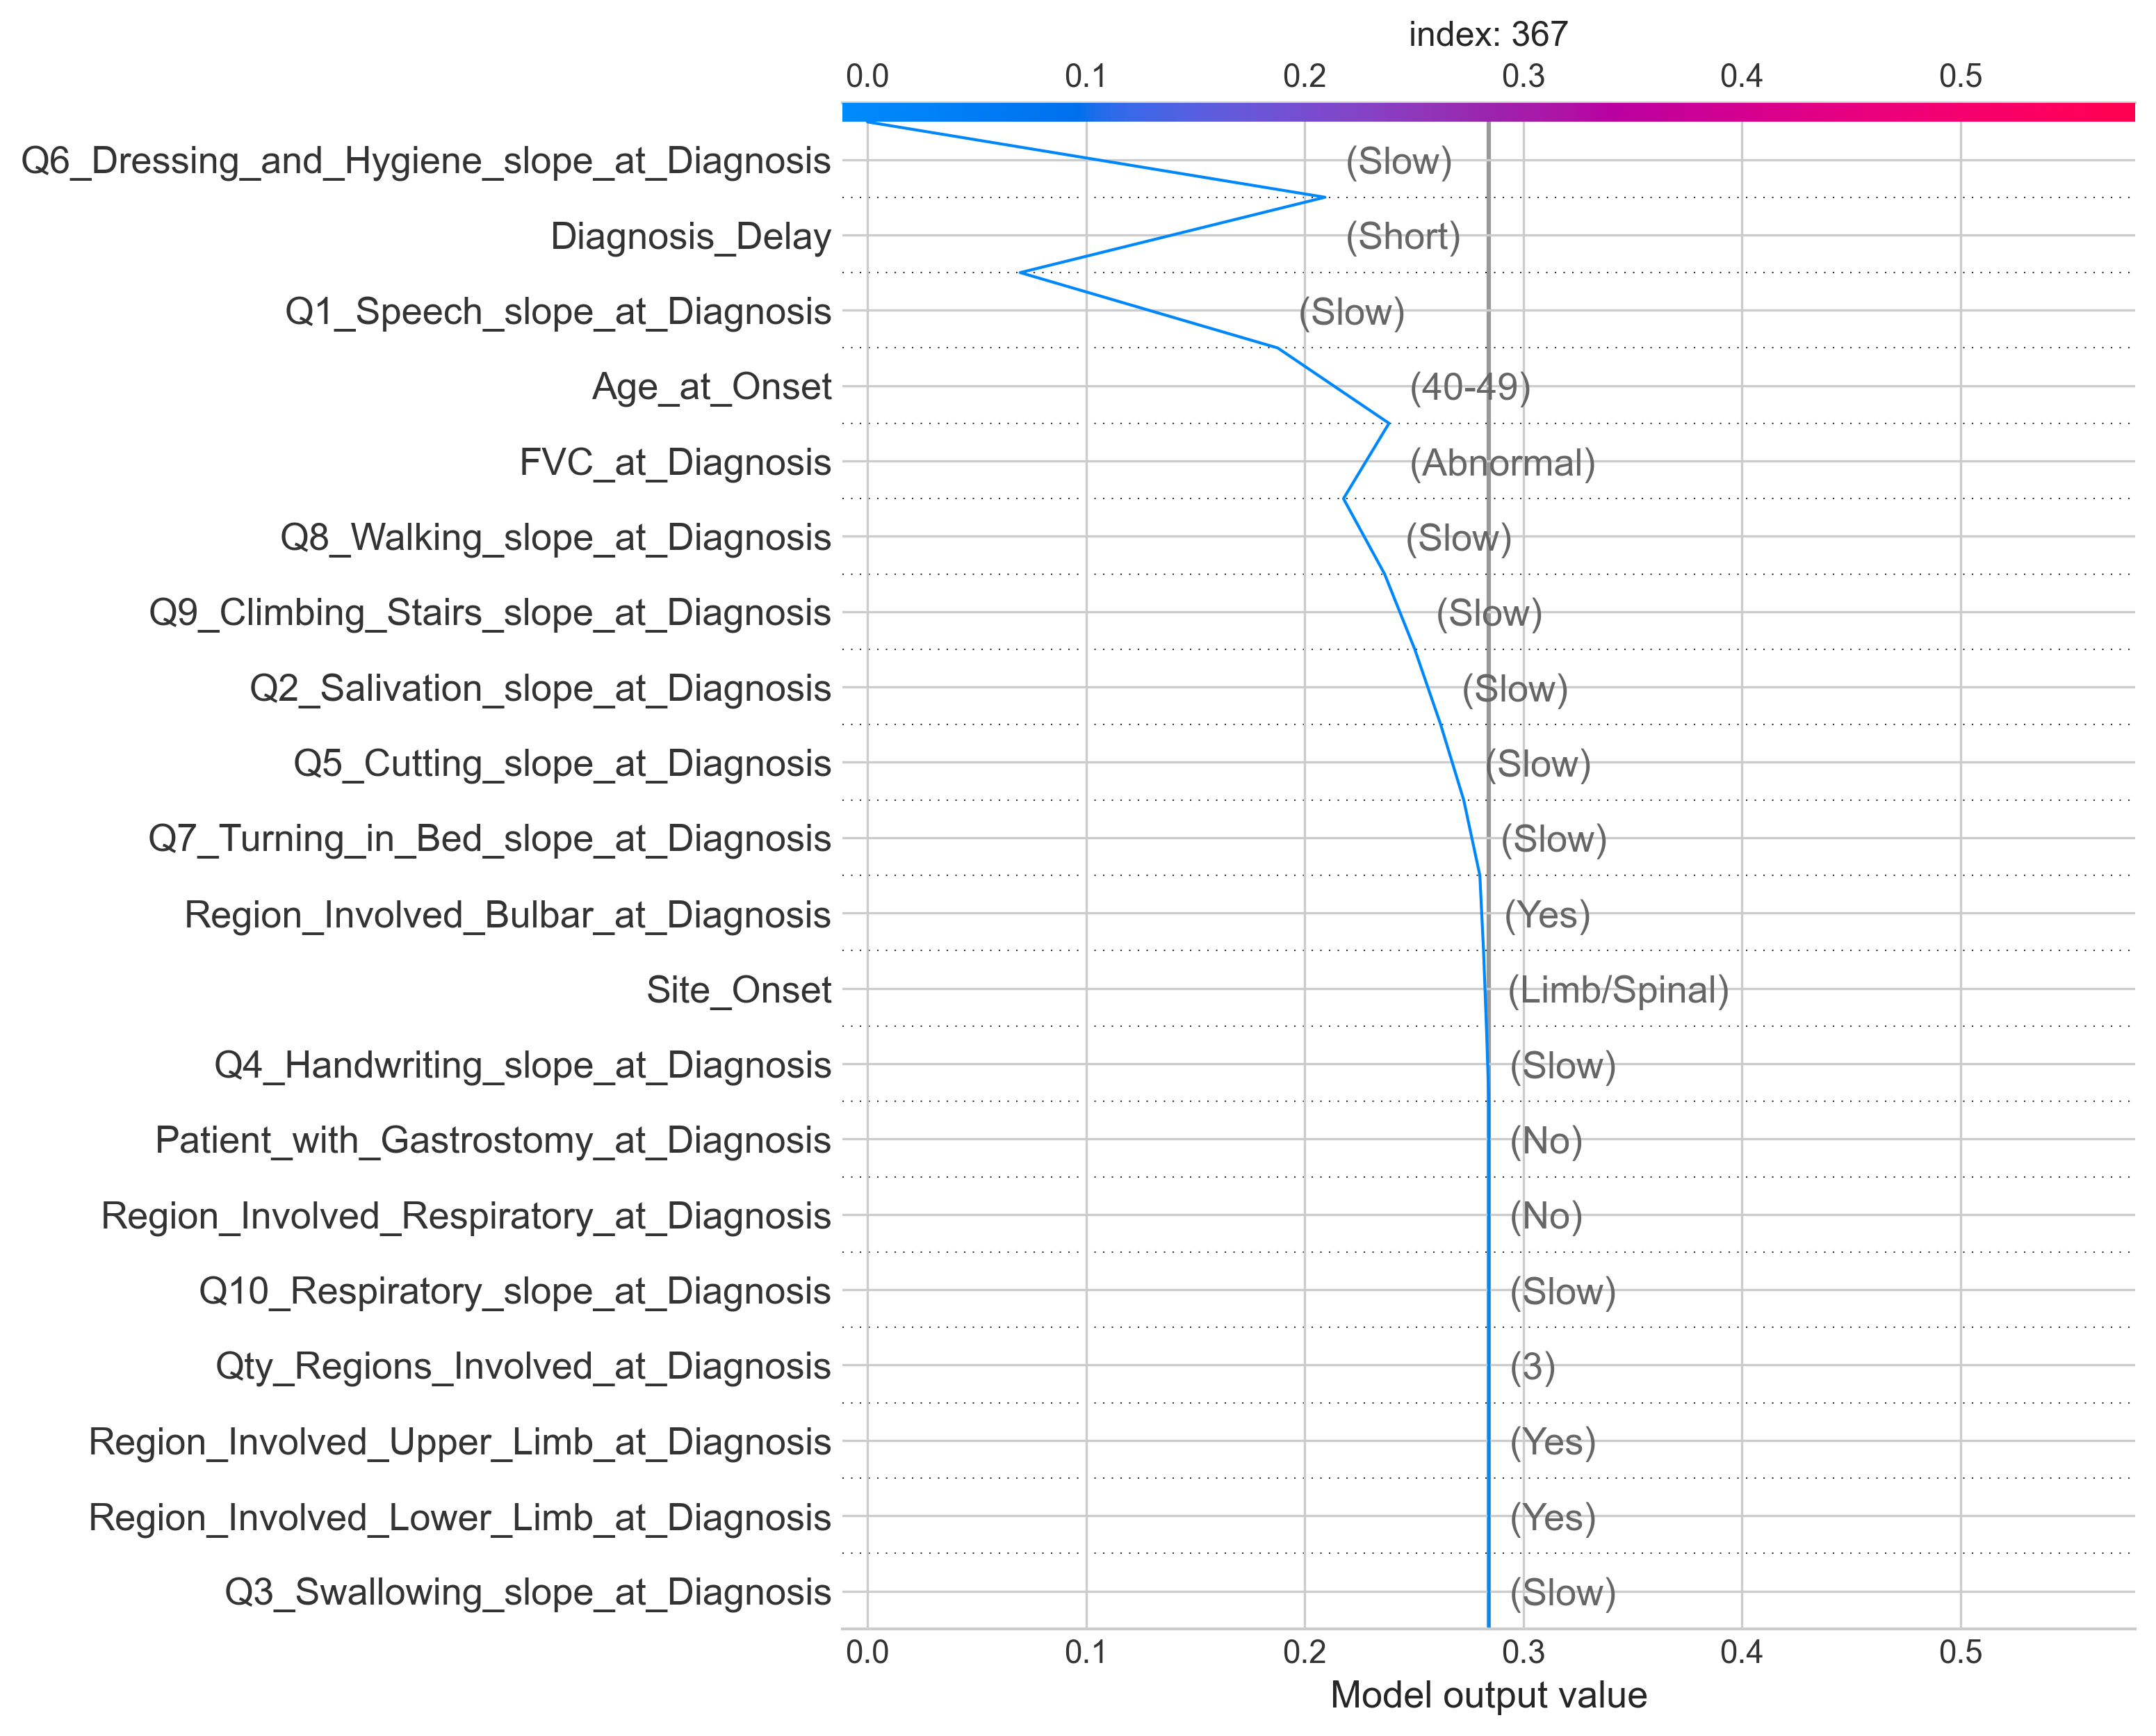 index: 367
0.0 0.1 0.2 0.3 0.4 0.5
Q6_Dressing_and_Hygiene_slope_at_Diagnosis (Slow)
Diagnosis_Delay (Short)
Q1_Speech_slope_at_Diagnosis (Slow)
Age_at_Onset (40-49)
FVC_at_Diagnosis (Abnormal)
Q8_Walking_slope_at_Diagnosis (Slow)
Q9_Climbing_Stairs_slope_at_Diagnosis (Slow)
Q2_Salivation_slope_at_Diagnosis (Slow)
Q5_Cutting_slope_at_Diagnosis (Slow)
Q7_Turning_in_Bed_slope_at_Diagnosis (Slow)
Region_Involved_Bulbar_at_Diagnosis (Yes)
Site_Onset (Limb/Spinal)
Q4_Handwriting_slope_at_Diagnosis (Slow)
Patient_with_Gastrostomy_at_Diagnosis (No)
Region_Involved_Respiratory_at_Diagnosis (No)
Q10_Respiratory_slope_at_Diagnosis (Slow)
Qty_Regions_Involved_at_Diagnosis (3)
Region_Involved_Upper_Limb_at_Diagnosis (Yes)
Region_Involved_Lower_Limb_at_Diagnosis (Yes)
Q3_Swallowing_slope_at_Diagnosis (Slow)
0.0 0.1 0.2 0.3 0.4 0.5
Model output value